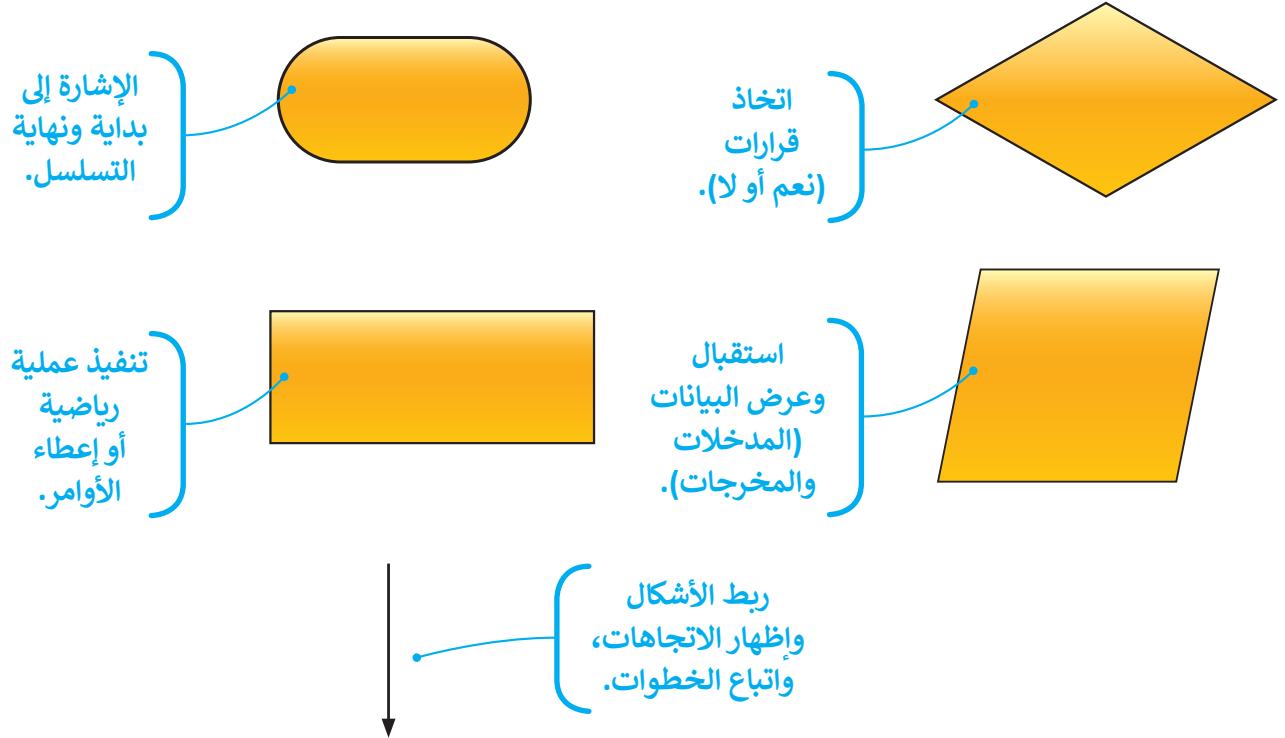 اتخاذ
قرارات
(نعم أو لا).
الإشارة إلى
بداية ونهاية
التسلسل.
استقبال
وعرض البيانات
(المدخلات
والمخرجات).
تنفيذ عملية
رياضية
أو إعطاء
الأوامر.
ربط الأشكال
وإظهار الاتجاهات،
واتباع الخطوات.